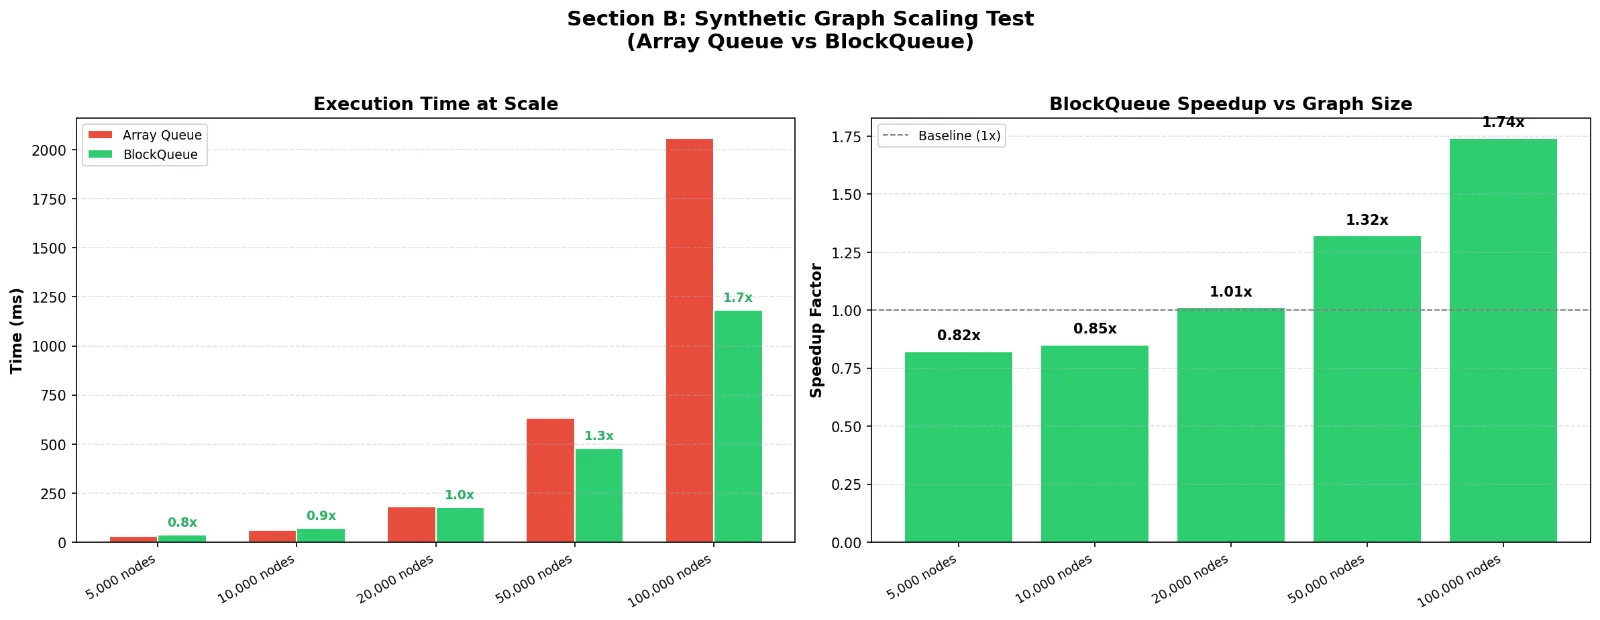 Section B: Synthetic Graph Scaling Test
(Array Queue vs BlockQueue)
Execution Time at Scale
Array Queue
BlockQueue
Time (ms)
2000
1750
1500
1250
1000
750
500
250
0
0.8x
0.9x
1.0x
1.3x
1.7x
5,000 nodes
10,000 nodes
20,000 nodes
50,000 nodes
100,000 nodes
BlockQueue Speedup vs Graph Size
Baseline (1x)
Speedup Factor
1.75
1.50
1.25
1.00
0.75
0.50
0.25
0.00
0.82x
0.85x
1.01x
1.32x
1.74x
5,000 nodes
10,000 nodes
20,000 nodes
50,000 nodes
100,000 nodes